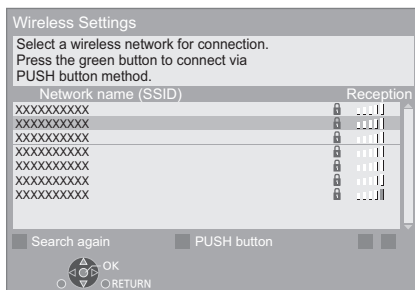 Wireless Settings
Select a wireless network for connection.
Press the green button to connect via
PUSH button method.
Network name (SSID) Reception
XXXXXXXXXX
XXXXXXXXXX
XXXXXXXXXX
XXXXXXXXXX
XXXXXXXXXX
XXXXXXXXXX
XXXXXXXXXX
Search again PUSH button
OK
RETURN